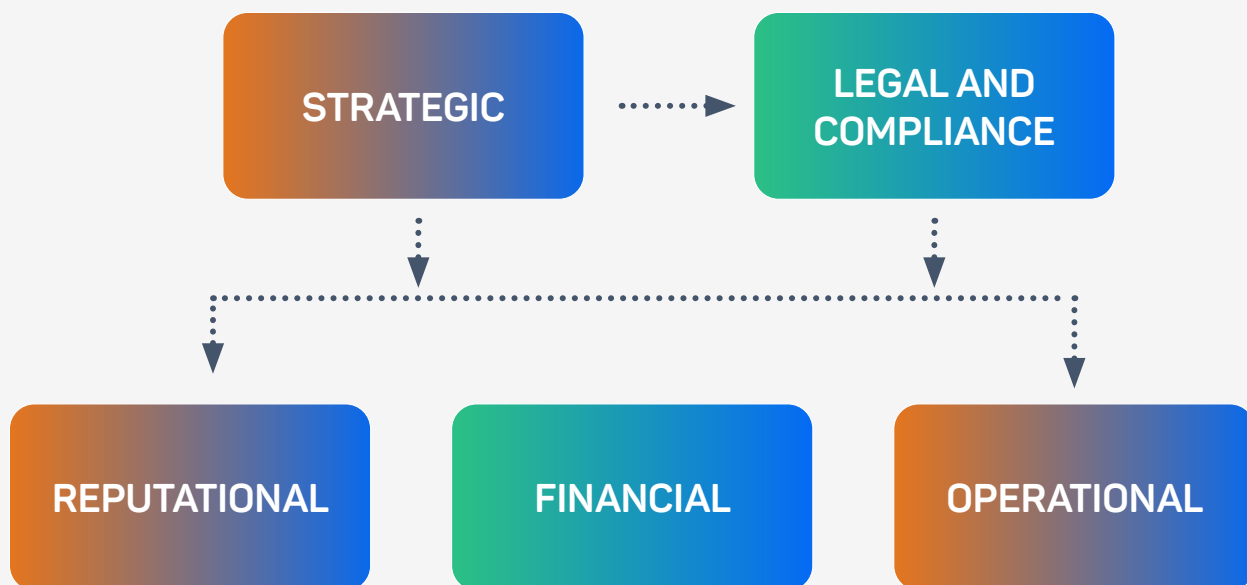 STRATEGIC
LEGAL AND
COMPLIANCE
REPUTATIONAL
FINANCIAL
OPERATIONAL